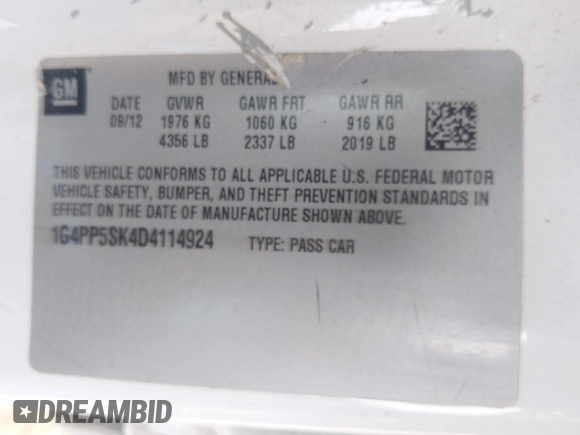 GM
MFD BY GENERAL
DATE GVWR GAWR FRT GAWR RR
09/12 1976 KG 1060 KG 916 KG
4356 LB 2337 LB 2019 LB
THIS VEHICLE CONFORMS TO ALL APPLICABLE U.S. FEDERAL MOTOR
VEHICLE SAFETY, BUMPER, AND THEFT PREVENTION STANDARDS IN
EFFECT ON THE DATE OF MANUFACTURE SHOWN ABOVE.
1G4PP5SK4D4114924 TYPE: PASS CAR
DREAMBID